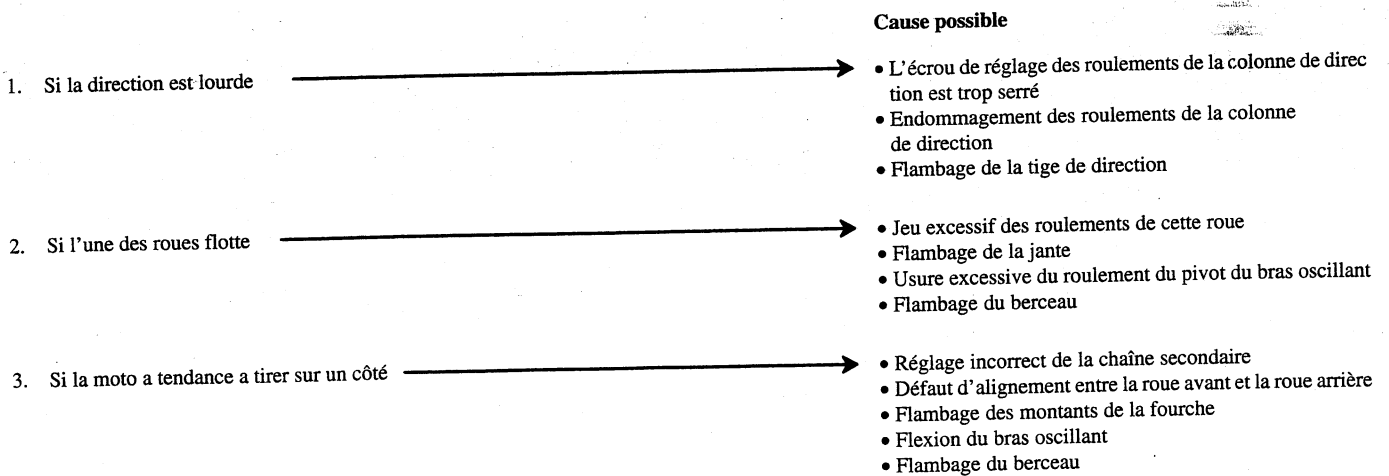 Cause possible
1. Si la direction est lourde
• L'écrou de réglage des roulements de la colonne de direc
tion est trop serré
• Endommagement des roulements de la colonne
de direction
• Flambage de la tige de direction
2. Si l'une des roues flotte
• Jeu excessif des roulements de cette roue
• Flambage de la jante
• Usure excessive du roulement du pivot du bras oscillant
• Flambage du berceau
3. Si la moto a tendance a tirer sur un côté
• Réglage incorrect de la chaîne secondaire
• Défaut d'alignement entre la roue avant et la roue arrière
• Flambage des montants de la fourche
• Flexion du bras oscillant
• Flambage du berceau